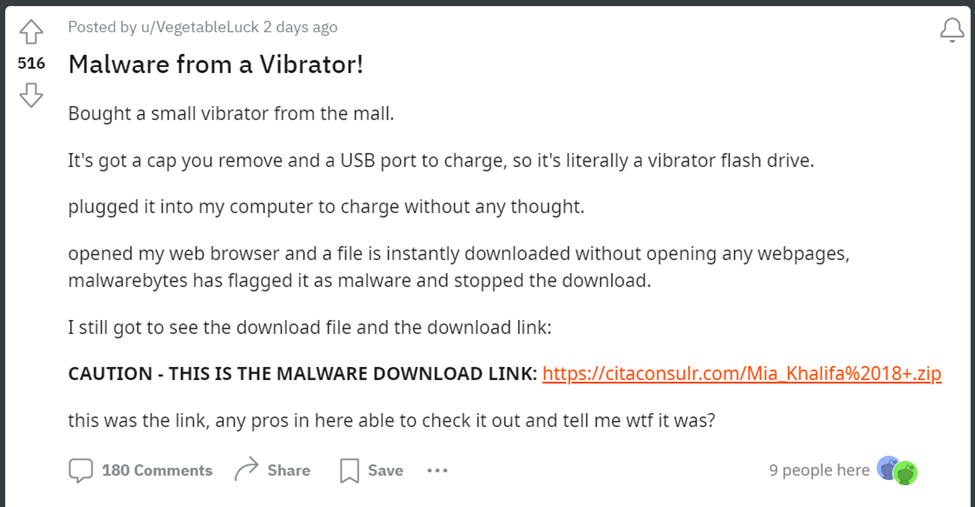 Posted by u/VegetableLuck 2 days ago
516
Malware from a Vibrator!
Bought a small vibrator from the mall.
It's got a cap you remove and a USB port to charge, so it's literally a vibrator flash drive.
plugged it into my computer to charge without any thought.
opened my web browser and a file is instantly downloaded without opening any webpages,
malwarebytes has flagged it as malware and stopped the download.
I still got to see the download file and the download link:
CAUTION - THIS IS THE MALWARE DOWNLOAD LINK: https://citaconsulr.com/Mia_Khalifa%2018+.zip
this was the link, any pros in here able to check it out and tell me wtf it was?
180 Comments Share Save ··· 9 people here